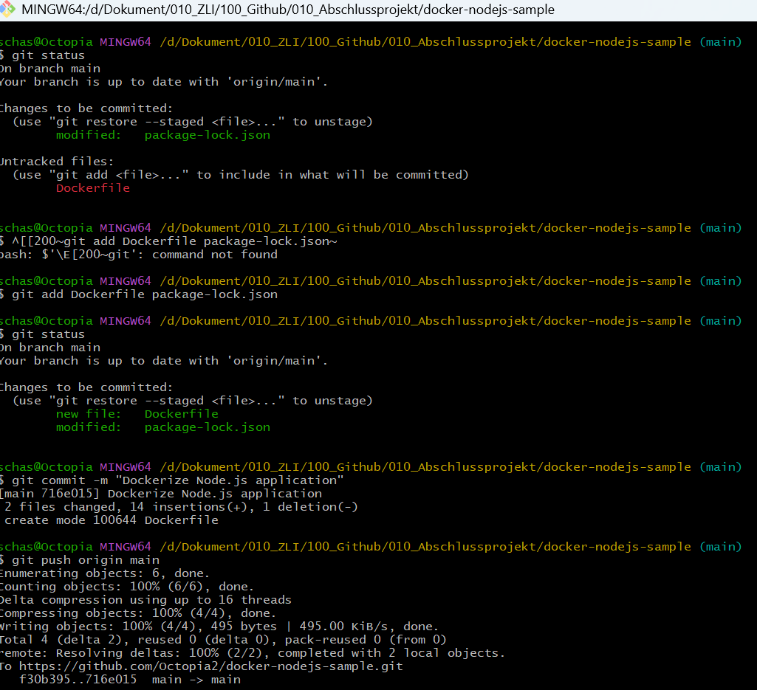 MINGW64:/d/Dokument/010_ZLI/100_Github/010_Abschlussprojekt/docker-nodejs-sample
schas@Octopia MINGW64 /d/Dokument/010_ZLI/100_Github/010_Abschlussprojekt/docker-nodejs-sample (main)
$ git status
On branch main
Your branch is up to date with 'origin/main'.
Changes to be committed:
(use "git restore --staged <file>..." to unstage)
modified: package-lock.json
Untracked files:
(use "git add <file>..." to include in what will be committed)
Dockerfile
schas@Octopia MINGW64 /d/Dokument/010_ZLI/100_Github/010_Abschlussprojekt/docker-nodejs-sample (main)
$ ^[[200~git add Dockerfile package-lock.json~
bash: $'\E[200~git': command not found
schas@Octopia MINGW64 /d/Dokument/010_ZLI/100_Github/010_Abschlussprojekt/docker-nodejs-sample (main)
$ git add Dockerfile package-lock.json
schas@Octopia MINGW64 /d/Dokument/010_ZLI/100_Github/010_Abschlussprojekt/docker-nodejs-sample (main)
$ git status
On branch main
Your branch is up to date with 'origin/main'.
Changes to be committed:
(use "git restore --staged <file>..." to unstage)
new file: Dockerfile
modified: package-lock.json
schas@Octopia MINGW64 /d/Dokument/010_ZLI/100_Github/010_Abschlussprojekt/docker-nodejs-sample (main)
$ git commit -m "Dockerize Node.js application"
[main 716e015] Dockerize Node.js application
2 files changed, 14 insertions(+), 1 deletion(-)
create mode 100644 Dockerfile
schas@Octopia MINGW64 /d/Dokument/010_ZLI/100_Github/010_Abschlussprojekt/docker-nodejs-sample (main)
$ git push origin main
Enumerating objects: 6, done.
Counting objects: 100% (6/6), done.
Delta compression using up to 16 threads
Compressing objects: 100% (4/4), done.
Writing objects: 100% (4/4), 495 bytes | 495.00 KiB/s, done.
Total 4 (delta 2), reused 0 (delta 0), pack-reused 0 (from 0)
remote: Resolving deltas: 100% (2/2), completed with 2 local objects.
To https://github.com/Octopia2/docker-nodejs-sample.git
f30b395..716e015 main -> main